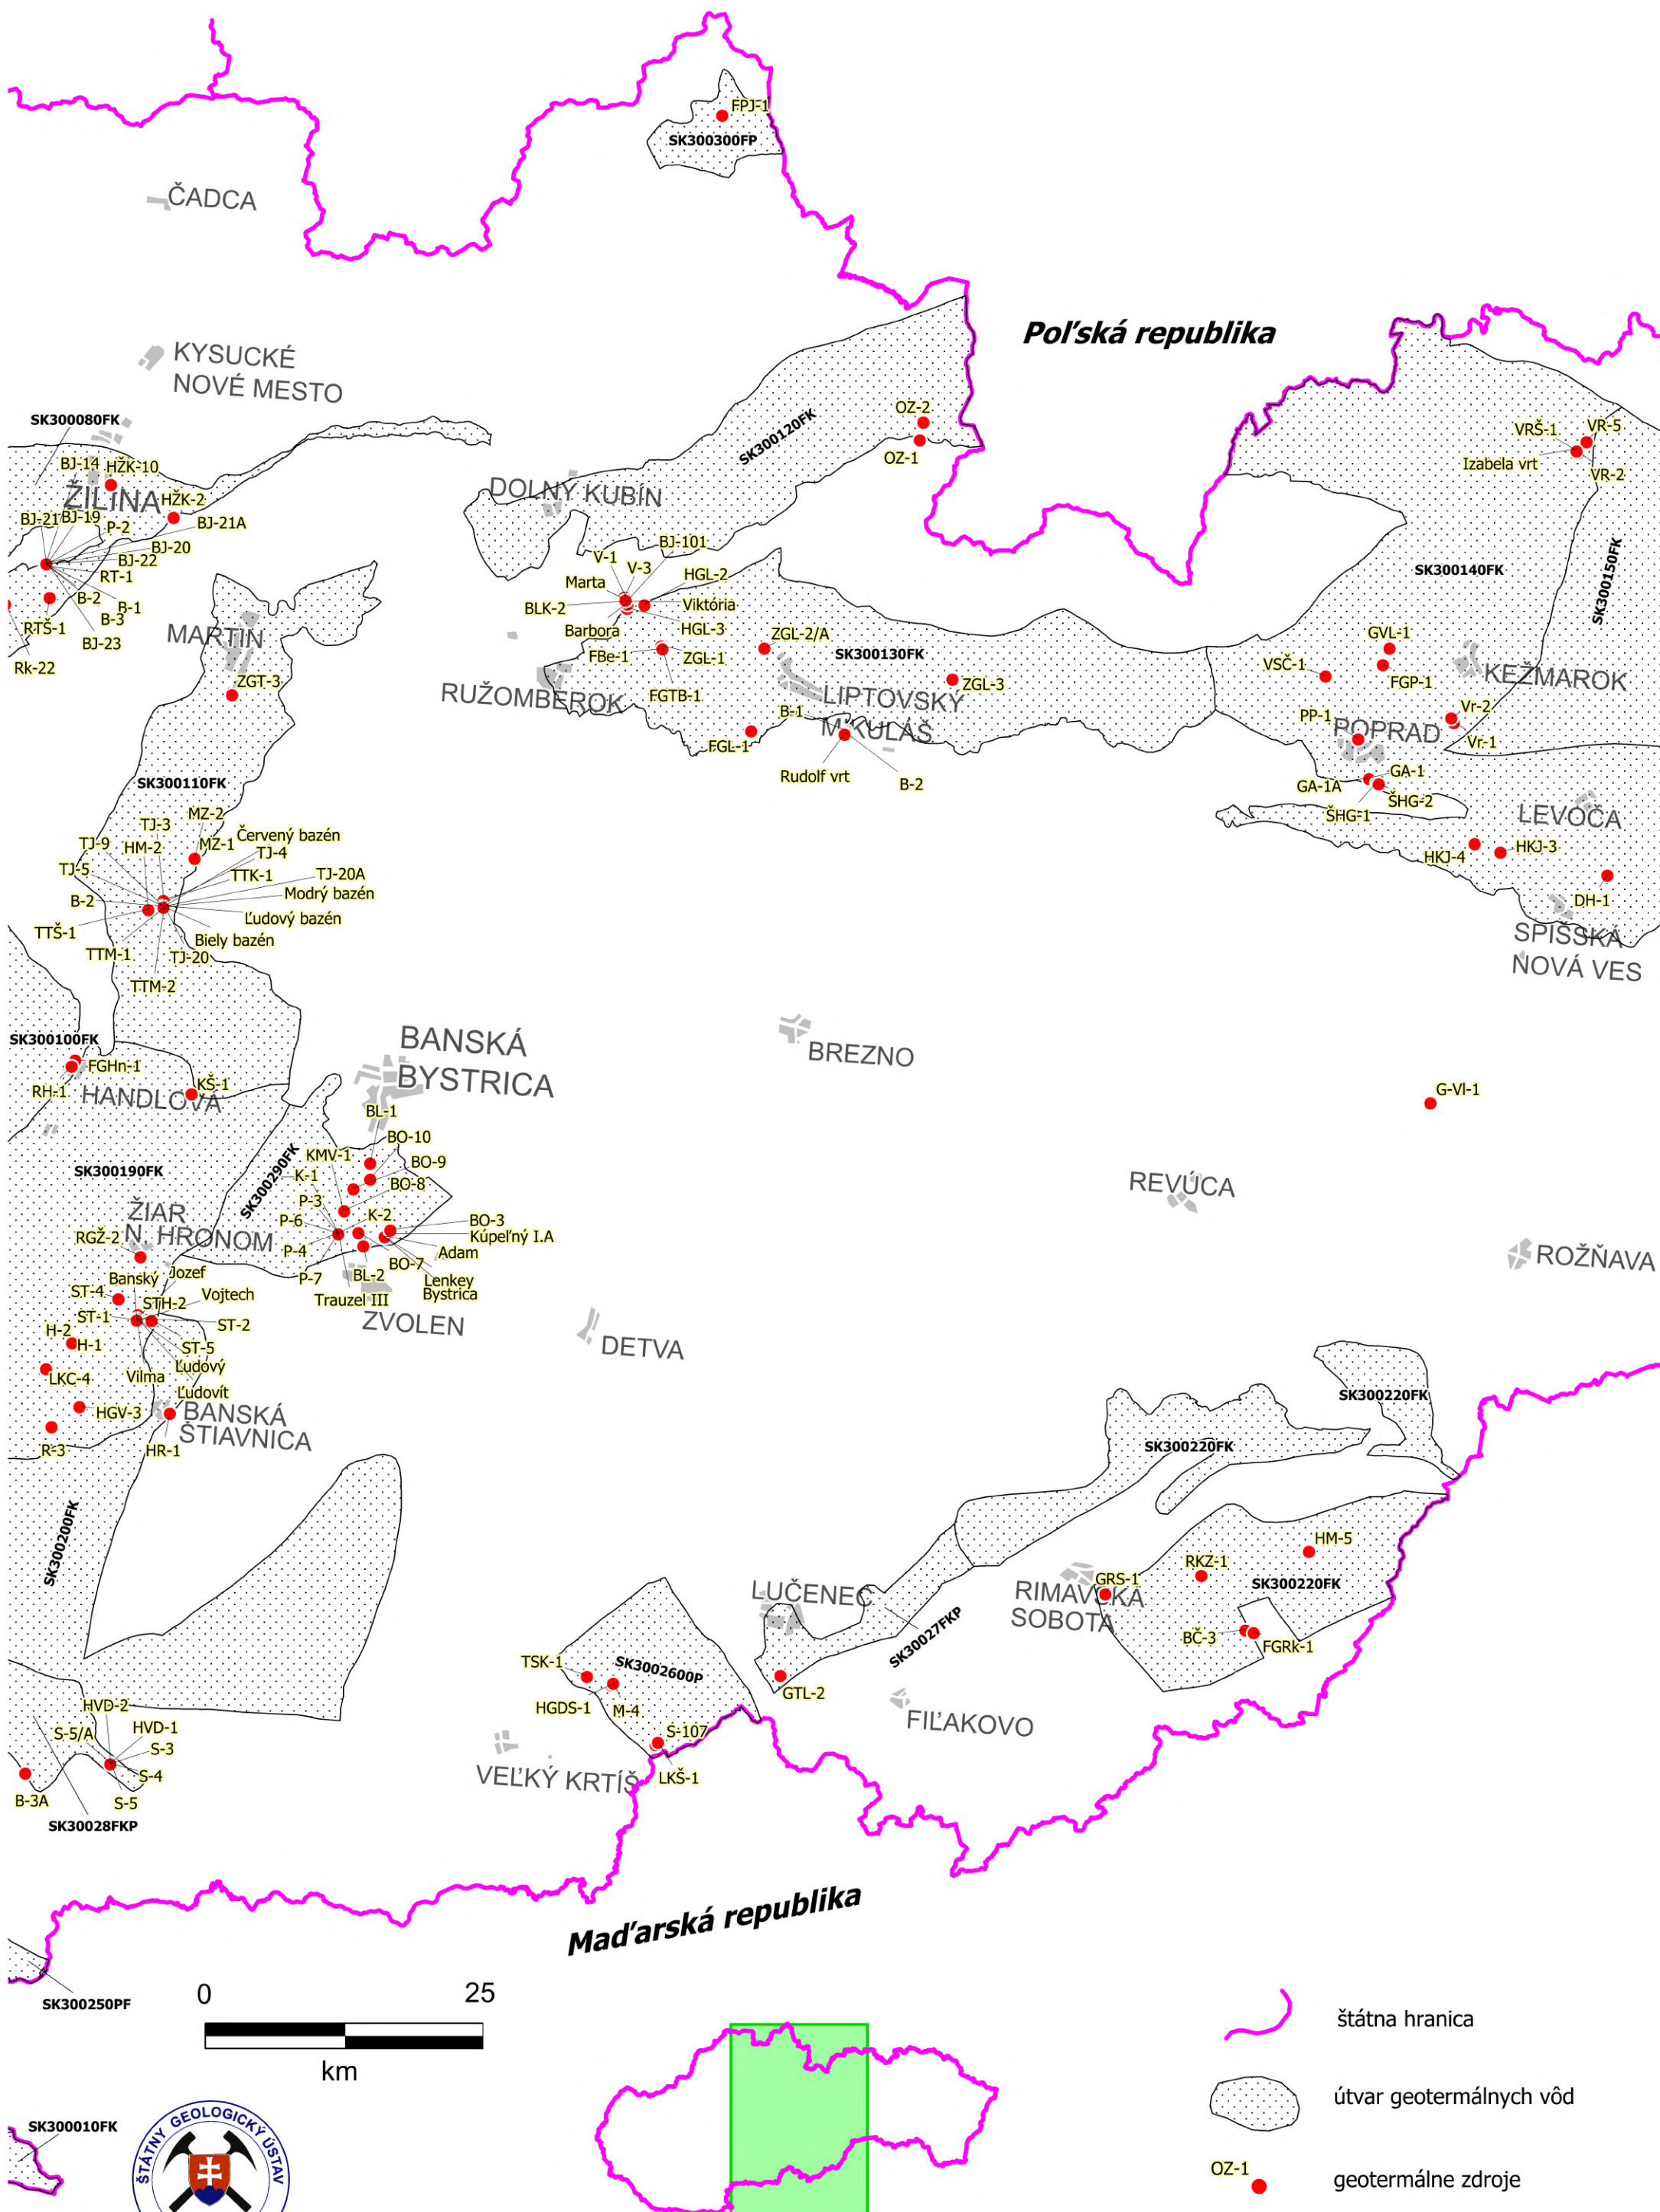 FPJ-1
SK300300FP
ČADCA
Poľská republika
KYSUCKÉ
NOVÉ MESTO
SK300080FK
SK300120FK
OZ-2
OZ-1
VRŠ-1
VR-5
Izabela vrt
VR-2
BJ-14
HŽK-10
ŽILINA
HŽK-2
BJ-21
BJ-19
P-2
BJ-21A
BJ-20
BJ-22
RT-1
B-2
B-1
B-3
RTŠ-1
BJ-23
Rk-22
DOLNÝ KUBÍN
BJ-101
V-1
V-3
HGL-2
Marta
BLK-2
Viktória
Barbora
HGL-3
FBe-1
ZGL-1
ZGL-2/A
SK300130FK
FGTB-1
ZGL-3
RUŽOMBEROK
LIPTOVSKÝ
MIKULÁŠ
B-1
FGL-1
Rudolf vrt
B-2
SK300140FK
SK300150FK
GVL-1
VSČ-1
FGP-1
KEŽMAROK
Vr-2
PP-1
POPRAD
Vr-1
GA-1
GA-1A
ŠHG-2
ŠHG-1
LEVOČA
HKJ-4
HKJ-3
DH-1
SPIŠSKÁ
NOVÁ VES
MARTIN
ZGT-3
SK300110FK
MZ-2
TJ-3
TJ-9
HM-2
MZ-1
Červený bazén
TJ-4
TJ-5
TTK-1
TJ-20A
B-2
Modrý bazén
Ľudový bazén
TTŠ-1
Biely bazén
TTM-1
TJ-20
TTM-2
SK300100FK
FGHn-1
RH-1
HANDLOVÁ
KŠ-1
BANSKÁ
BYSTRICA
BREZNO
G-Vl-1
REVÚCA
ROŽŇAVA
BL-1
BO-10
KMV-1
BO-9
K-1
BO-8
SK300290FK
P-3
P-6
K-2
BO-3
Kúpeľný I.A
P-4
Adam
BO-7
P-7
BL-2
Lenkey
Trauzel III
Bystrica
ZVOLEN
SK300190FK
ŽIAR
N. HRONOM
RGŽ-2
Banský
Jozef
ST-4
STH-2
Vojtech
ST-1
ST-2
H-2
H-1
ST-5
Ľudový
LKC-4
Vilma
Ľudovít
HGV-3
BANSKÁ
ŠTIAVNICA
R-3
HR-1
DETVA
SK300220FK
SK300220FK
SK300200FK
HM-5
RKZ-1
SK300220FK
GRS-1
RIMAVSKÁ
SOBOTA
BČ-3
FGRk-1
LUČENEC
SK30027FKP
TSK-1
SK3002600P
HGDS-1
M-4
GTL-2
FIĽAKOVO
S-107
LKŠ-1
VEĽKÝ KRTÍŠ
HVD-2
HVD-1
S-5/A
S-3
S-4
B-3A
S-5
SK30028FKP
Maďarská republika
SK300250PF
0 25
km
štátna hranica
útvar geotermálnych vôd
SK300010FK
ŠTÁTNY GEOLOGICKÝ ÚSTAV
OZ-1
geotermálne zdroje